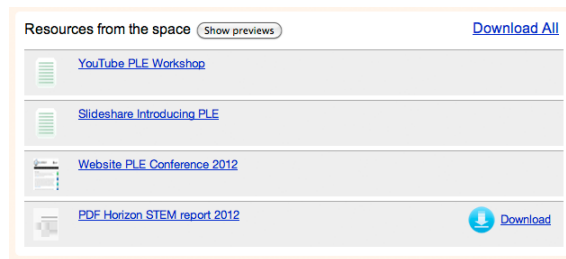 Resources from the space Show previews Download All
YouTube PLE Workshop
Slideshare Introducing PLE
Website PLE Conference 2012
PDF Horizon STEM report 2012 Download